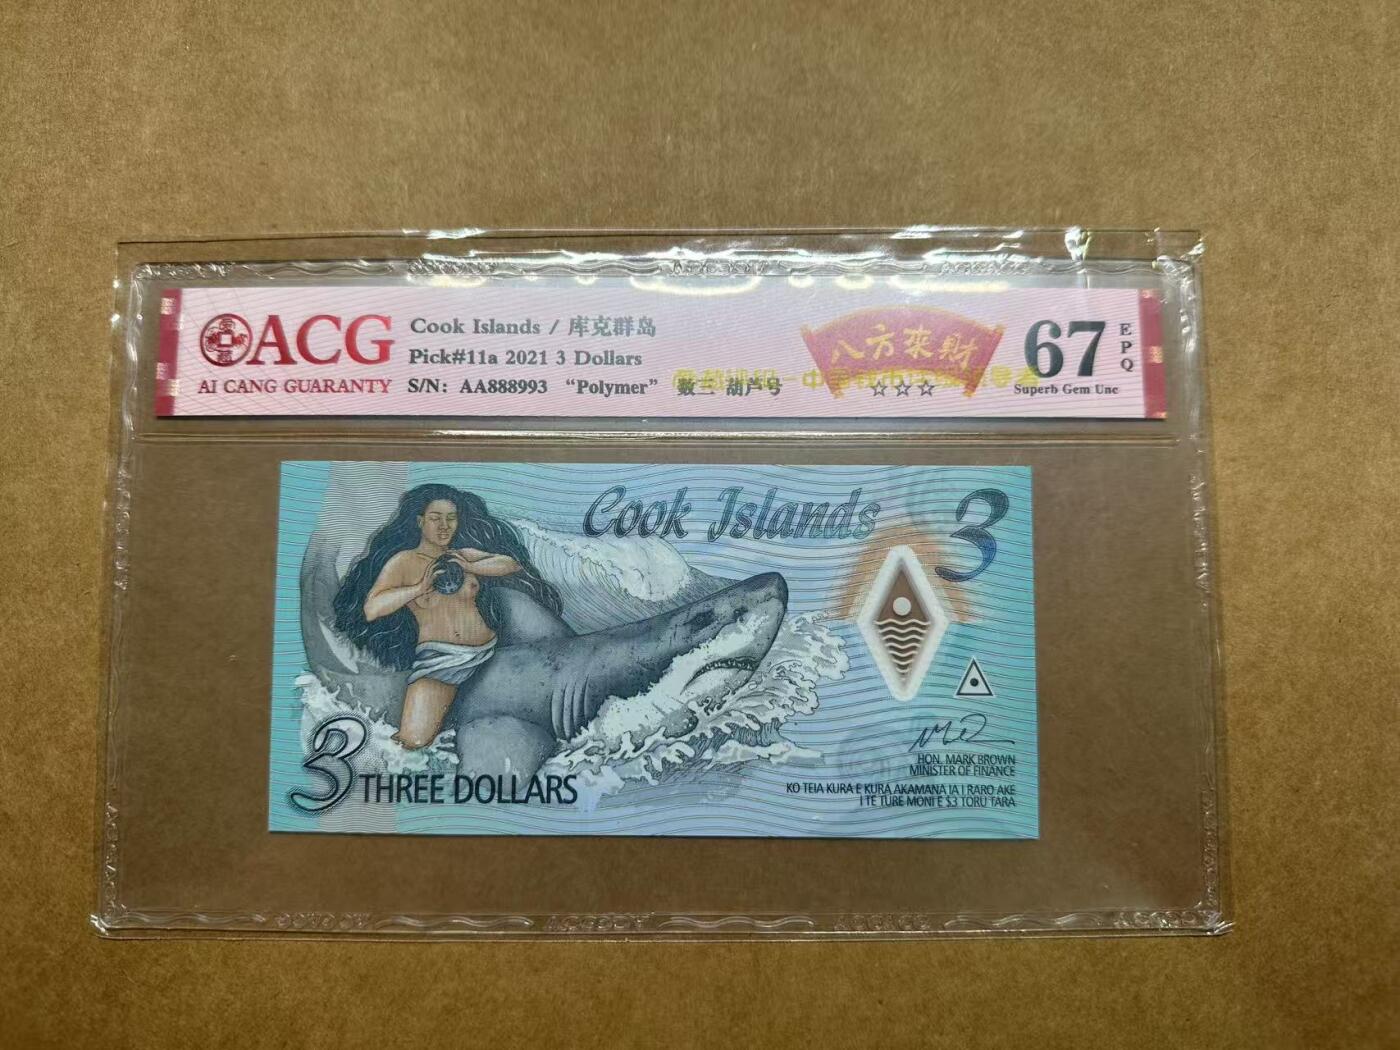 ACG
AI CANG GUARANTY
Cook Islands / 库克群岛
Pick#11a 2021 3 Dollars
S/N: AA888993 “Polymer” 数三 葫芦号
八方來財
☆☆☆
67
EPQ
Superb Gem Unc
Cook Islands
3
3
THREE DOLLARS
HON. MARK BROWN
MINISTER OF FINANCE
KO TEIA KURA E KURA AKAMANA IA I RARO AKE
I TE TURE MONI E $3 TORU TARA